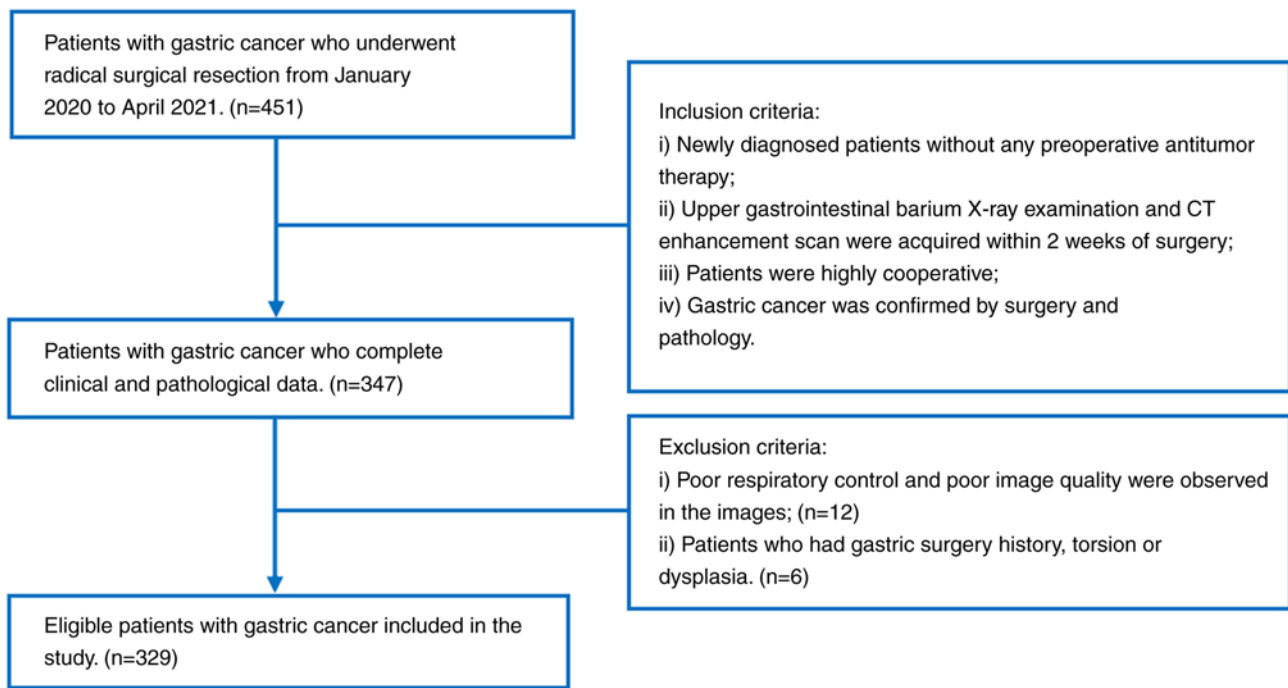 Patients with gastric cancer who underwent
radical surgical resection from January
2020 to April 2021. (n=451)
Inclusion criteria:
i) Newly diagnosed patients without any preoperative antitumor
therapy;
ii) Upper gastrointestinal barium X-ray examination and CT
enhancement scan were acquired within 2 weeks of surgery;
iii) Patients were highly cooperative;
iv) Gastric cancer was confirmed by surgery and
pathology.
Patients with gastric cancer who complete
clinical and pathological data. (n=347)
Exclusion criteria:
i) Poor respiratory control and poor image quality were observed
in the images; (n=12)
ii) Patients who had gastric surgery history, torsion or
dysplasia. (n=6)
Eligible patients with gastric cancer included in the
study. (n=329)